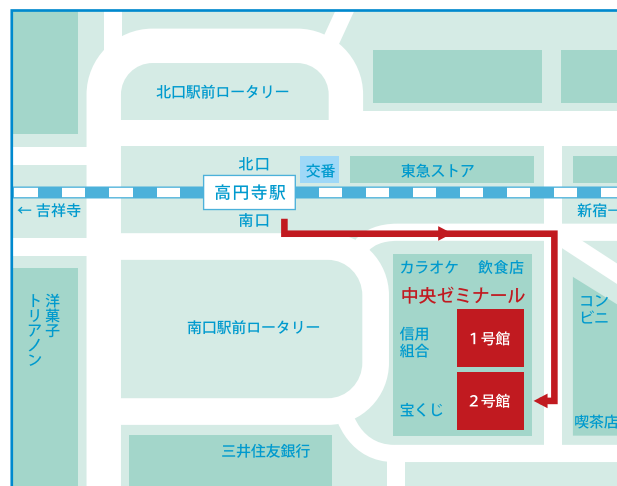 北口駅前ロータリー
北口
交番
東急ストア
高円寺駅
← 吉祥寺
南口
新宿
カラオケ
飲食店
中央ゼミナール
洋菓子
トリアノン
コン
ビニ
南口駅前ロータリー
信用
組合
1号館
2号館
宝くじ
喫茶店
三井住友銀行